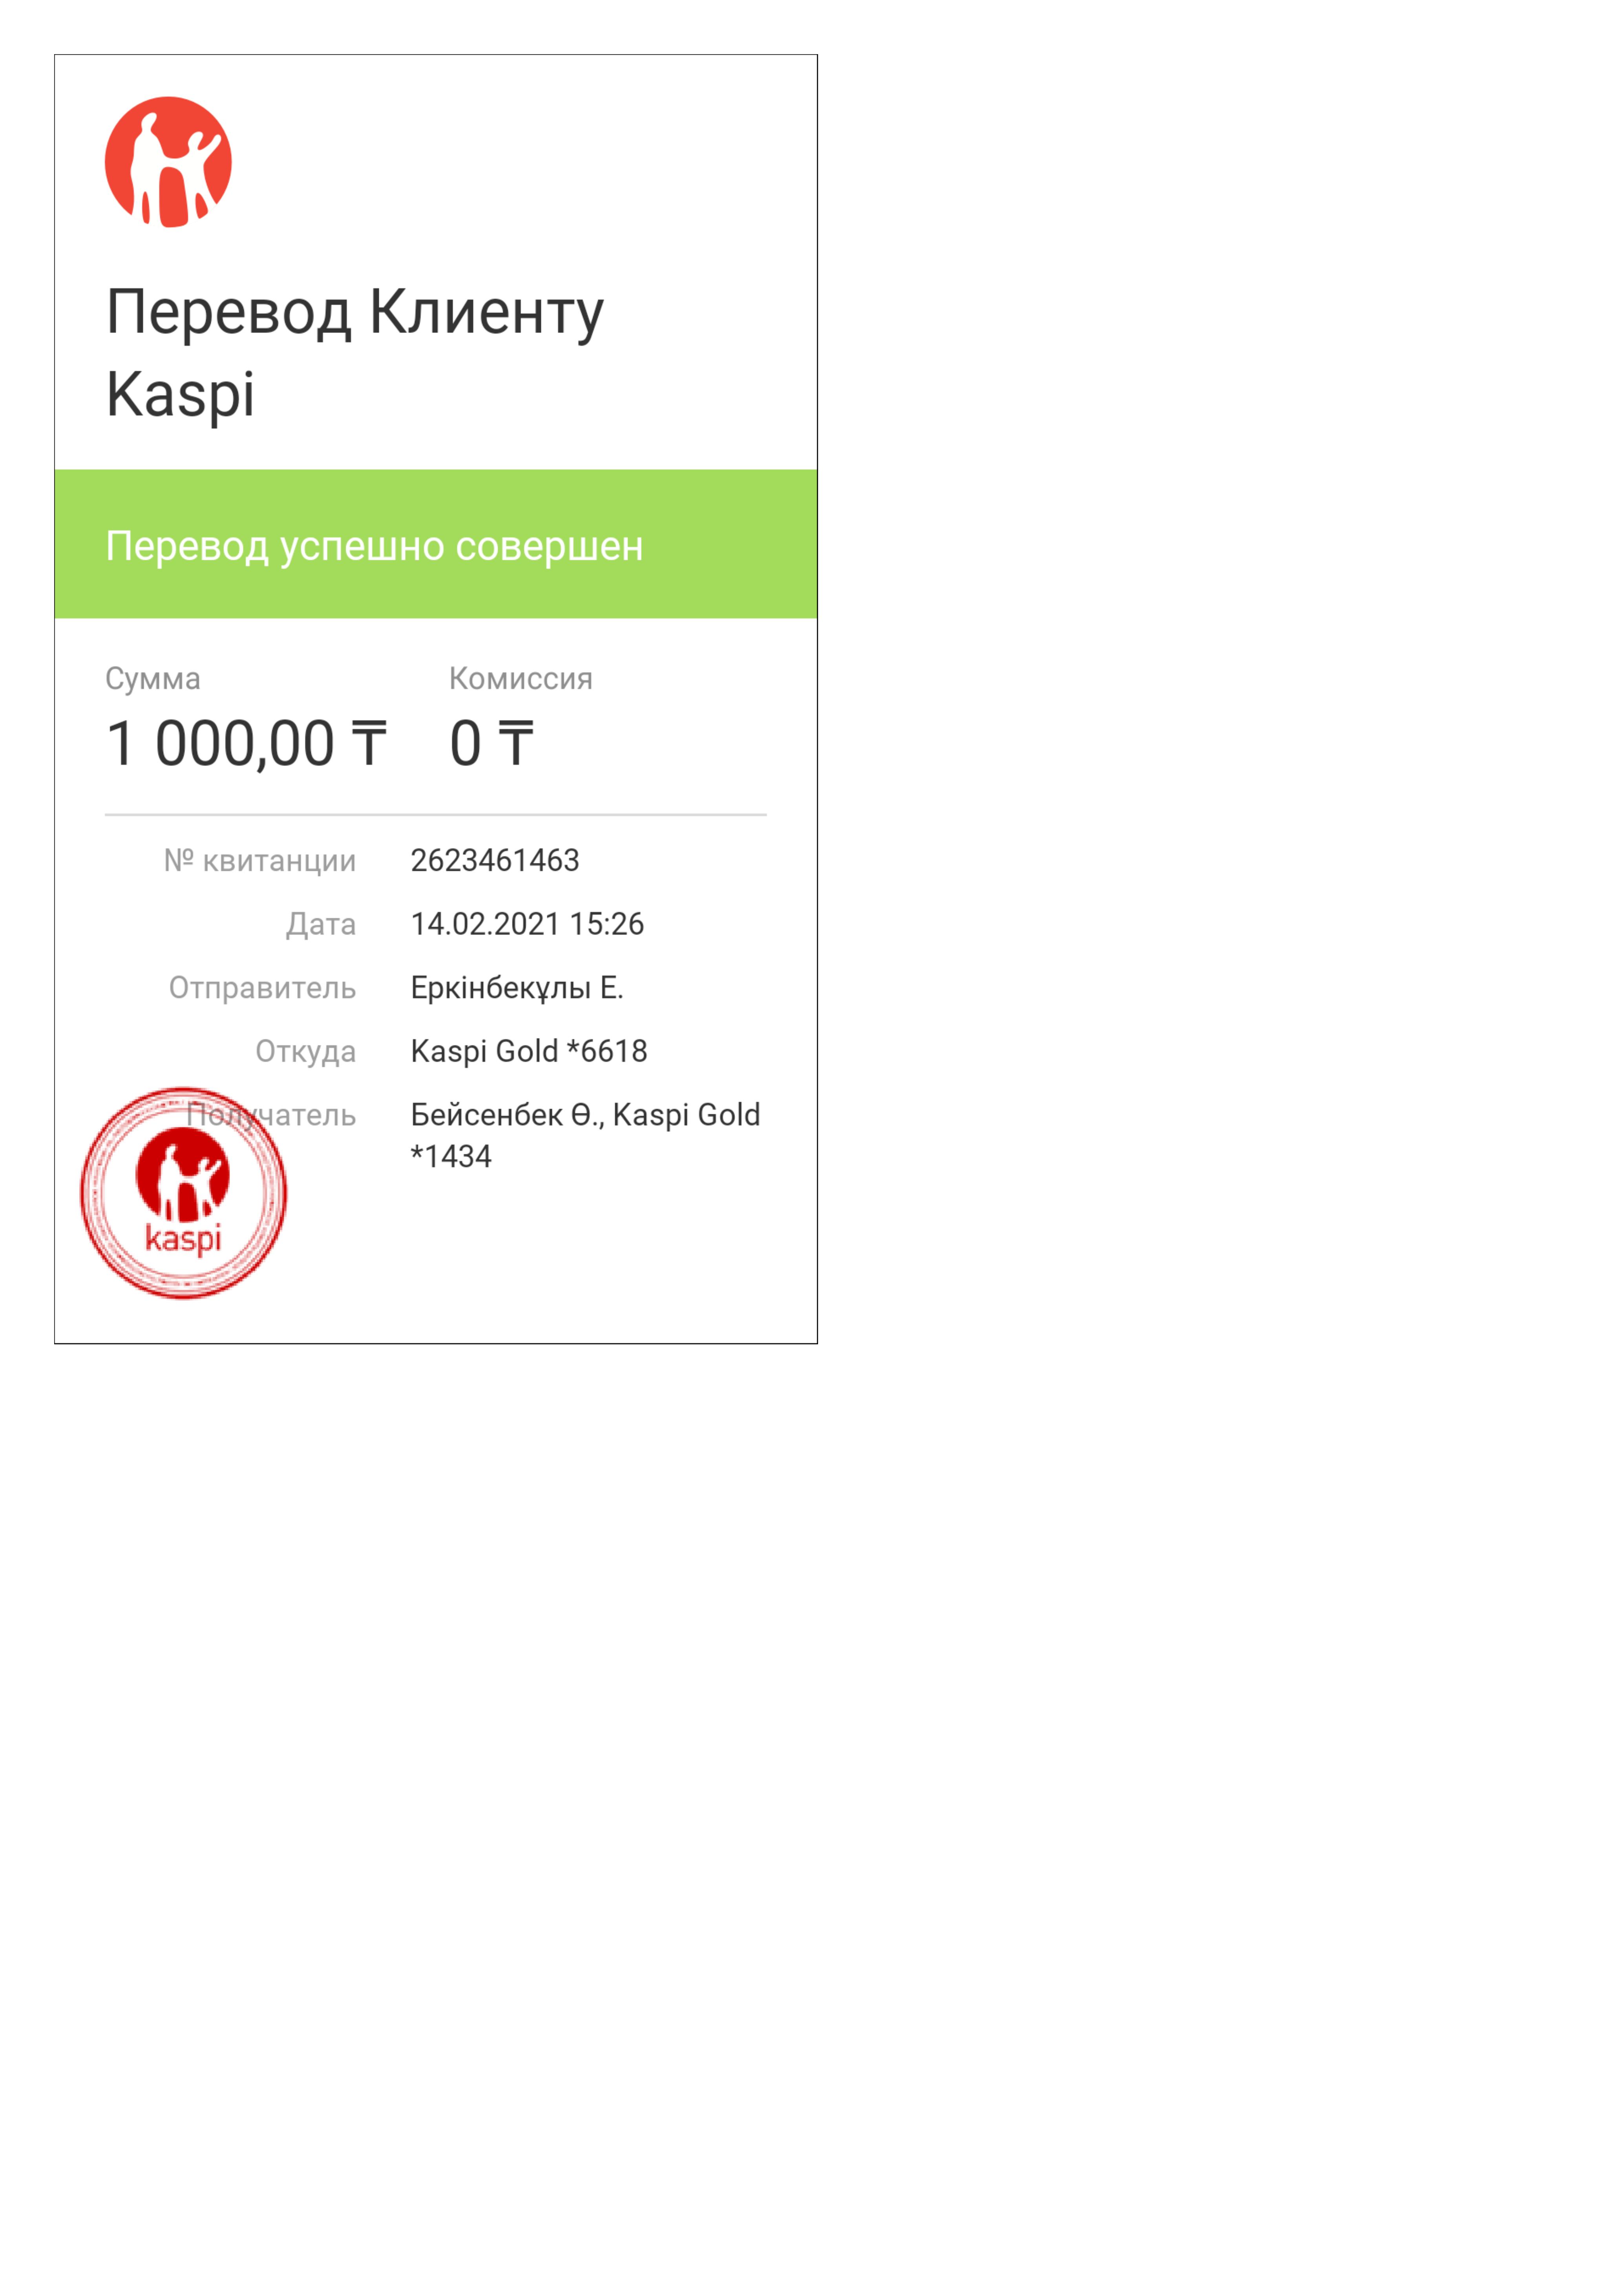 Перевод Клиенту
Kaspi
Перевод успешно совершен
Сумма Комиссия
1 000,00 ₸ 0 ₸
№ квитанции 2623461463
Дата 14.02.2021 15:26
Отправитель Еркінбекұлы Е.
Откуда Kaspi Gold *6618
Получатель Бейсенбек Ө., Kaspi Gold
*1434
kaspi